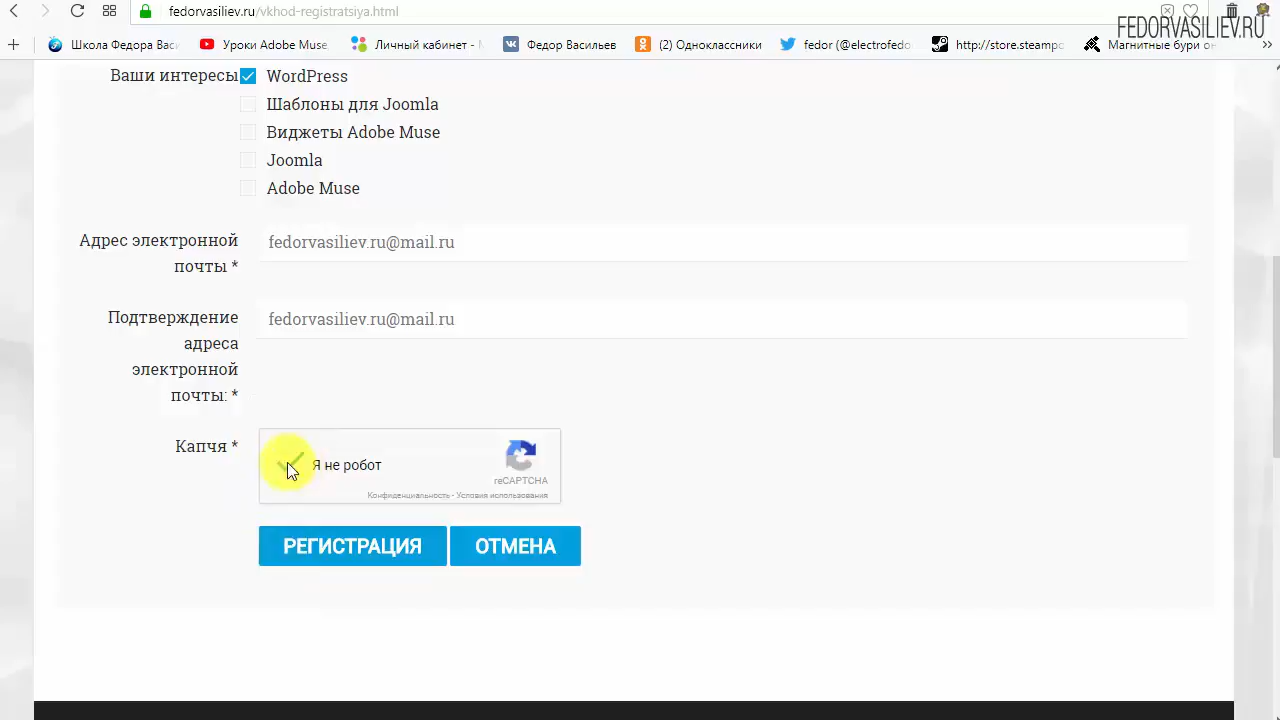 fedorvasiliev.ru/vkhod-registratsiya.html
FEDORVASILIEV.RU
Школа Федора Васи
Уроки Adobe Muse,
Личный кабинет -
Федор Васильев
(2) Одноклассники
fedor (@electrofedo
http://store.steampo
Магнитные бури он
Ваши интересы
WordPress
Шаблоны для Joomla
Виджеты Adobe Muse
Joomla
Adobe Muse
Адрес электронной
почты *
fedorvasiliev.ru@mail.ru
Подтверждение
адреса
электронной
почты: *
fedorvasiliev.ru@mail.ru
Капчя *
Я не робот
reCAPTCHA
Конфиденциальность - Условия использования
РЕГИСТРАЦИЯ
ОТМЕНА